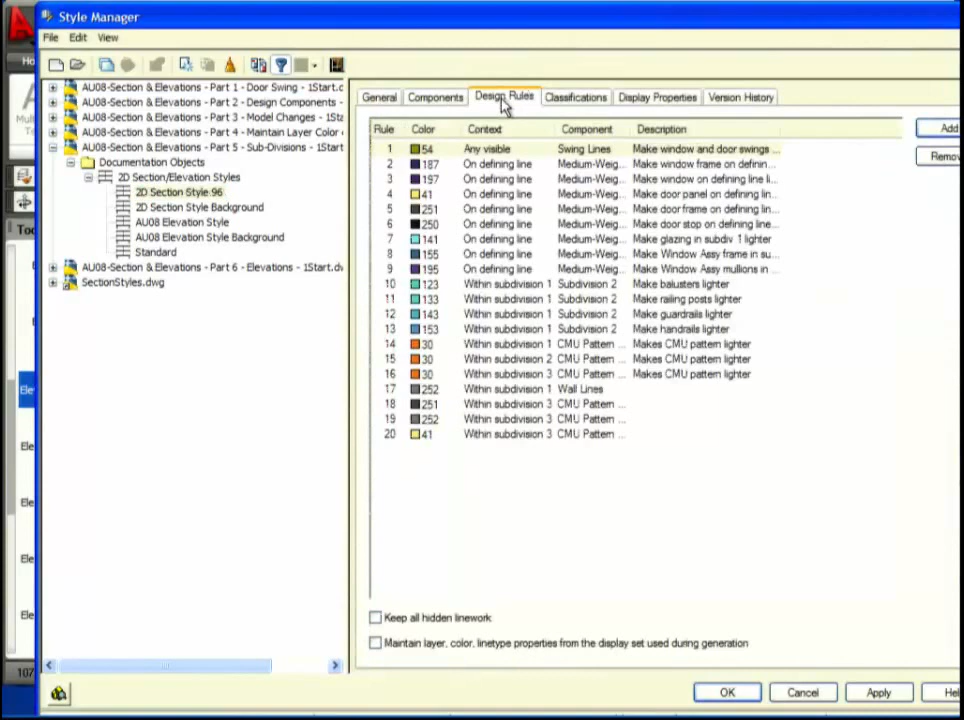 Style Manager
File Edit View
AU08-Section & Elevations - Part 1 - Door Swing - 1Start.c
AU08-Section & Elevations - Part 2 - Design Components -
AU08-Section & Elevations - Part 3 - Model Changes - 1Sta
AU08-Section & Elevations - Part 4 - Maintain Layer Color
AU08-Section & Elevations - Part 5 - Sub-Divisions - 1Start
Documentation Objects
2D Section/Elevation Styles
2D Section Style 96
2D Section Style Background
AU08 Elevation Style
AU08 Elevation Style Background
Standard
AU08-Section & Elevations - Part 6 - Elevations - 1Start.dw
SectionStyles.dwg
General Components Design Rules Classifications Display Properties Version History
Rule Color Context Component Description
1 54 Any visible Swing Lines Make window and door swings ...
2 187 On defining line Medium-Weig... Make window frame on definin...
3 197 On defining line Medium-Weig... Make window on defining line li...
4 41 On defining line Medium-Weig... Make door panel on defining lin...
5 251 On defining line Medium-Weig... Make door frame on defining lin...
6 250 On defining line Medium-Weig... Make door stop on defining line...
7 141 On defining line Medium-Weig... Make glazing in subdiv 1 lighter
8 155 On defining line Medium-Weig... Make Window Assy frame in su...
9 195 On defining line Medium-Weig... Make Window Assy mullions in ...
10 123 Within subdivision 1 Subdivision 2 Make balusters lighter
11 133 Within subdivision 1 Subdivision 2 Make railing posts lighter
12 143 Within subdivision 1 Subdivision 2 Make guardrails lighter
13 153 Within subdivision 1 Subdivision 2 Make handrails lighter
14 30 Within subdivision 1 CMU Pattern ... Makes CMU pattern lighter
15 30 Within subdivision 2 CMU Pattern ... Makes CMU pattern lighter
16 30 Within subdivision 3 CMU Pattern ... Makes CMU pattern lighter
17 252 Within subdivision 1 Wall Lines
18 251 Within subdivision 3 CMU Pattern ...
19 252 Within subdivision 3 CMU Pattern ...
20 41 Within subdivision 3 CMU Pattern ...
Add
Remov
Keep all hidden linework
Maintain layer, color, linetype properties from the display set used during generation
OK Cancel Apply Hel
Ho
Too
Ele
Ele
Ele
Ele
Ele
107